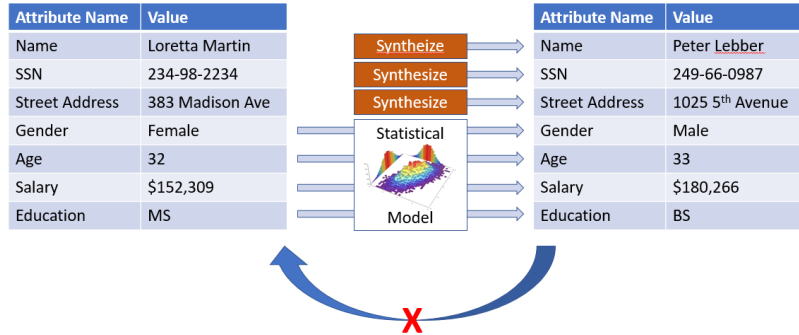 Attribute Name Value
Name Loretta Martin
SSN 234-98-2234
Street Address 383 Madison Ave
Gender Female
Age 32
Salary $152,309
Education MS
Syntheize
Synthesize
Synthesize
Statistical
Model
Attribute Name Value
Name Peter Lebber
SSN 249-66-0987
Street Address 1025 5th Avenue
Gender Male
Age 33
Salary $180,266
Education BS
X